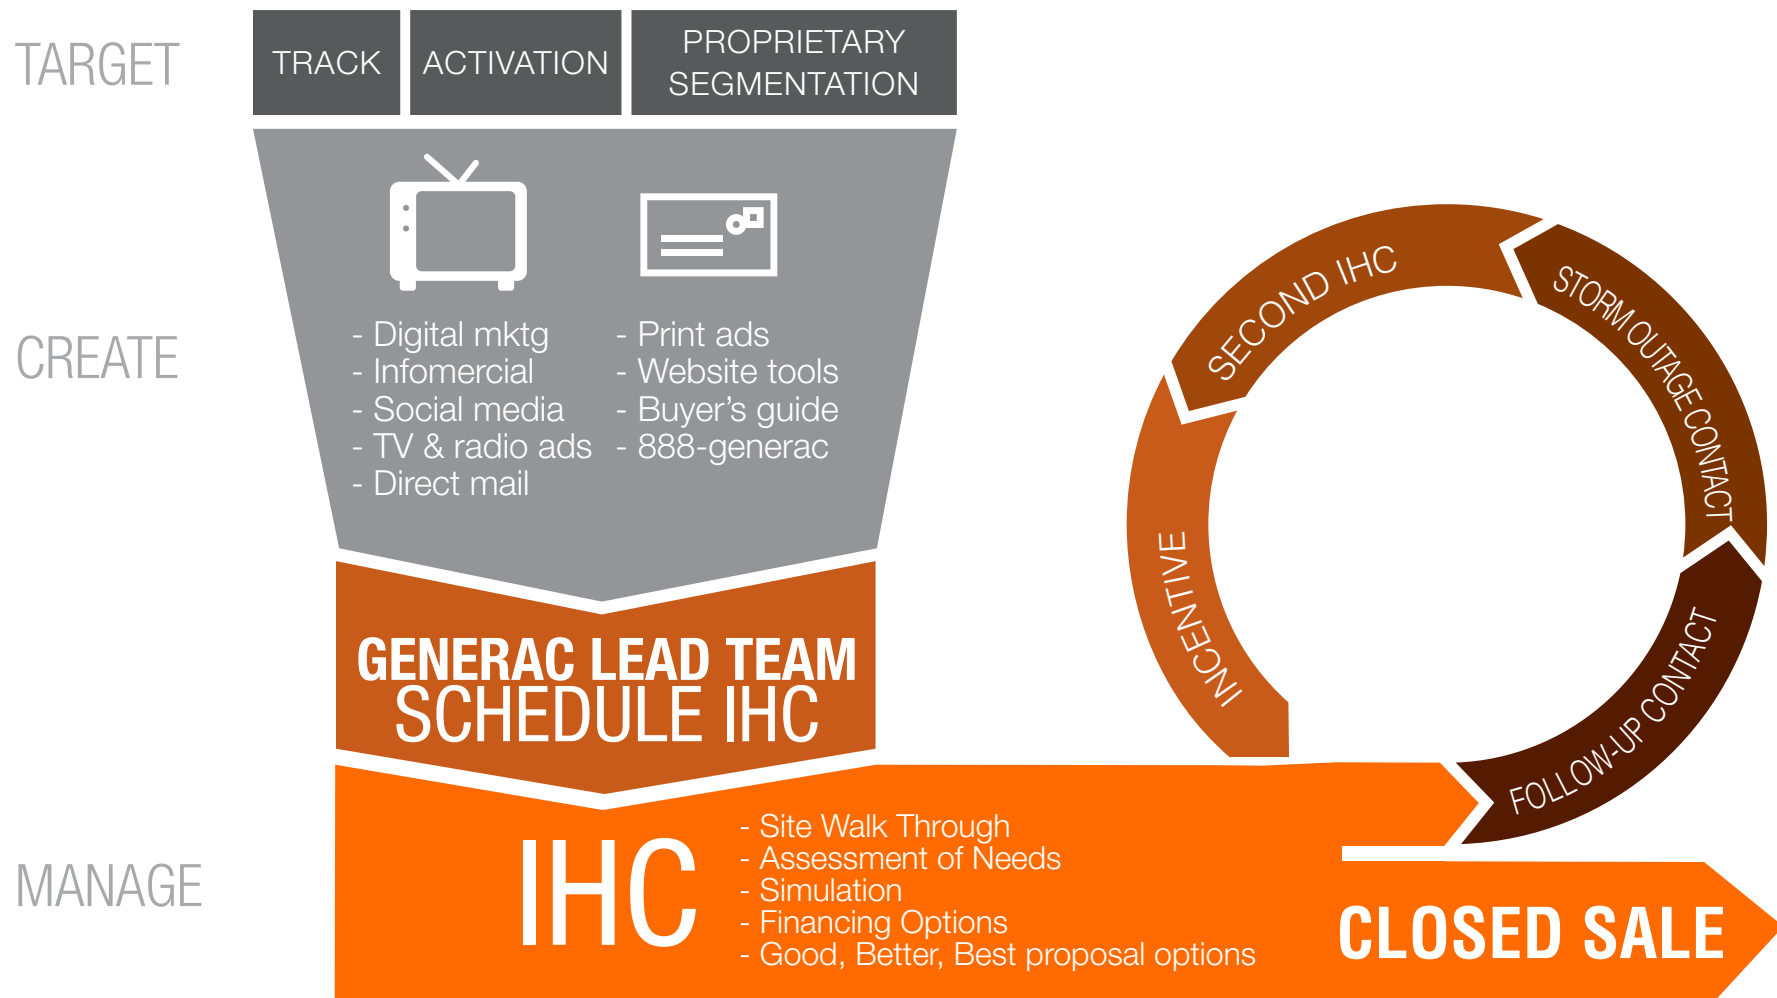 TARGET
TRACK
ACTIVATION
PROPRIETARY
SEGMENTATION
CREATE
- Digital mktg
- Infomercial
- Social media
- TV & radio ads
- Direct mail
- Print ads
- Website tools
- Buyer’s guide
- 888-generac
GENERAC LEAD TEAM
SCHEDULE IHC
MANAGE
IHC
- Site Walk Through
- Assessment of Needs
- Simulation
- Financing Options
- Good, Better, Best proposal options
FOLLOW-UP CONTACT
STORM OUTAGE CONTACT
SECOND IHC
INCENTIVE
CLOSED SALE